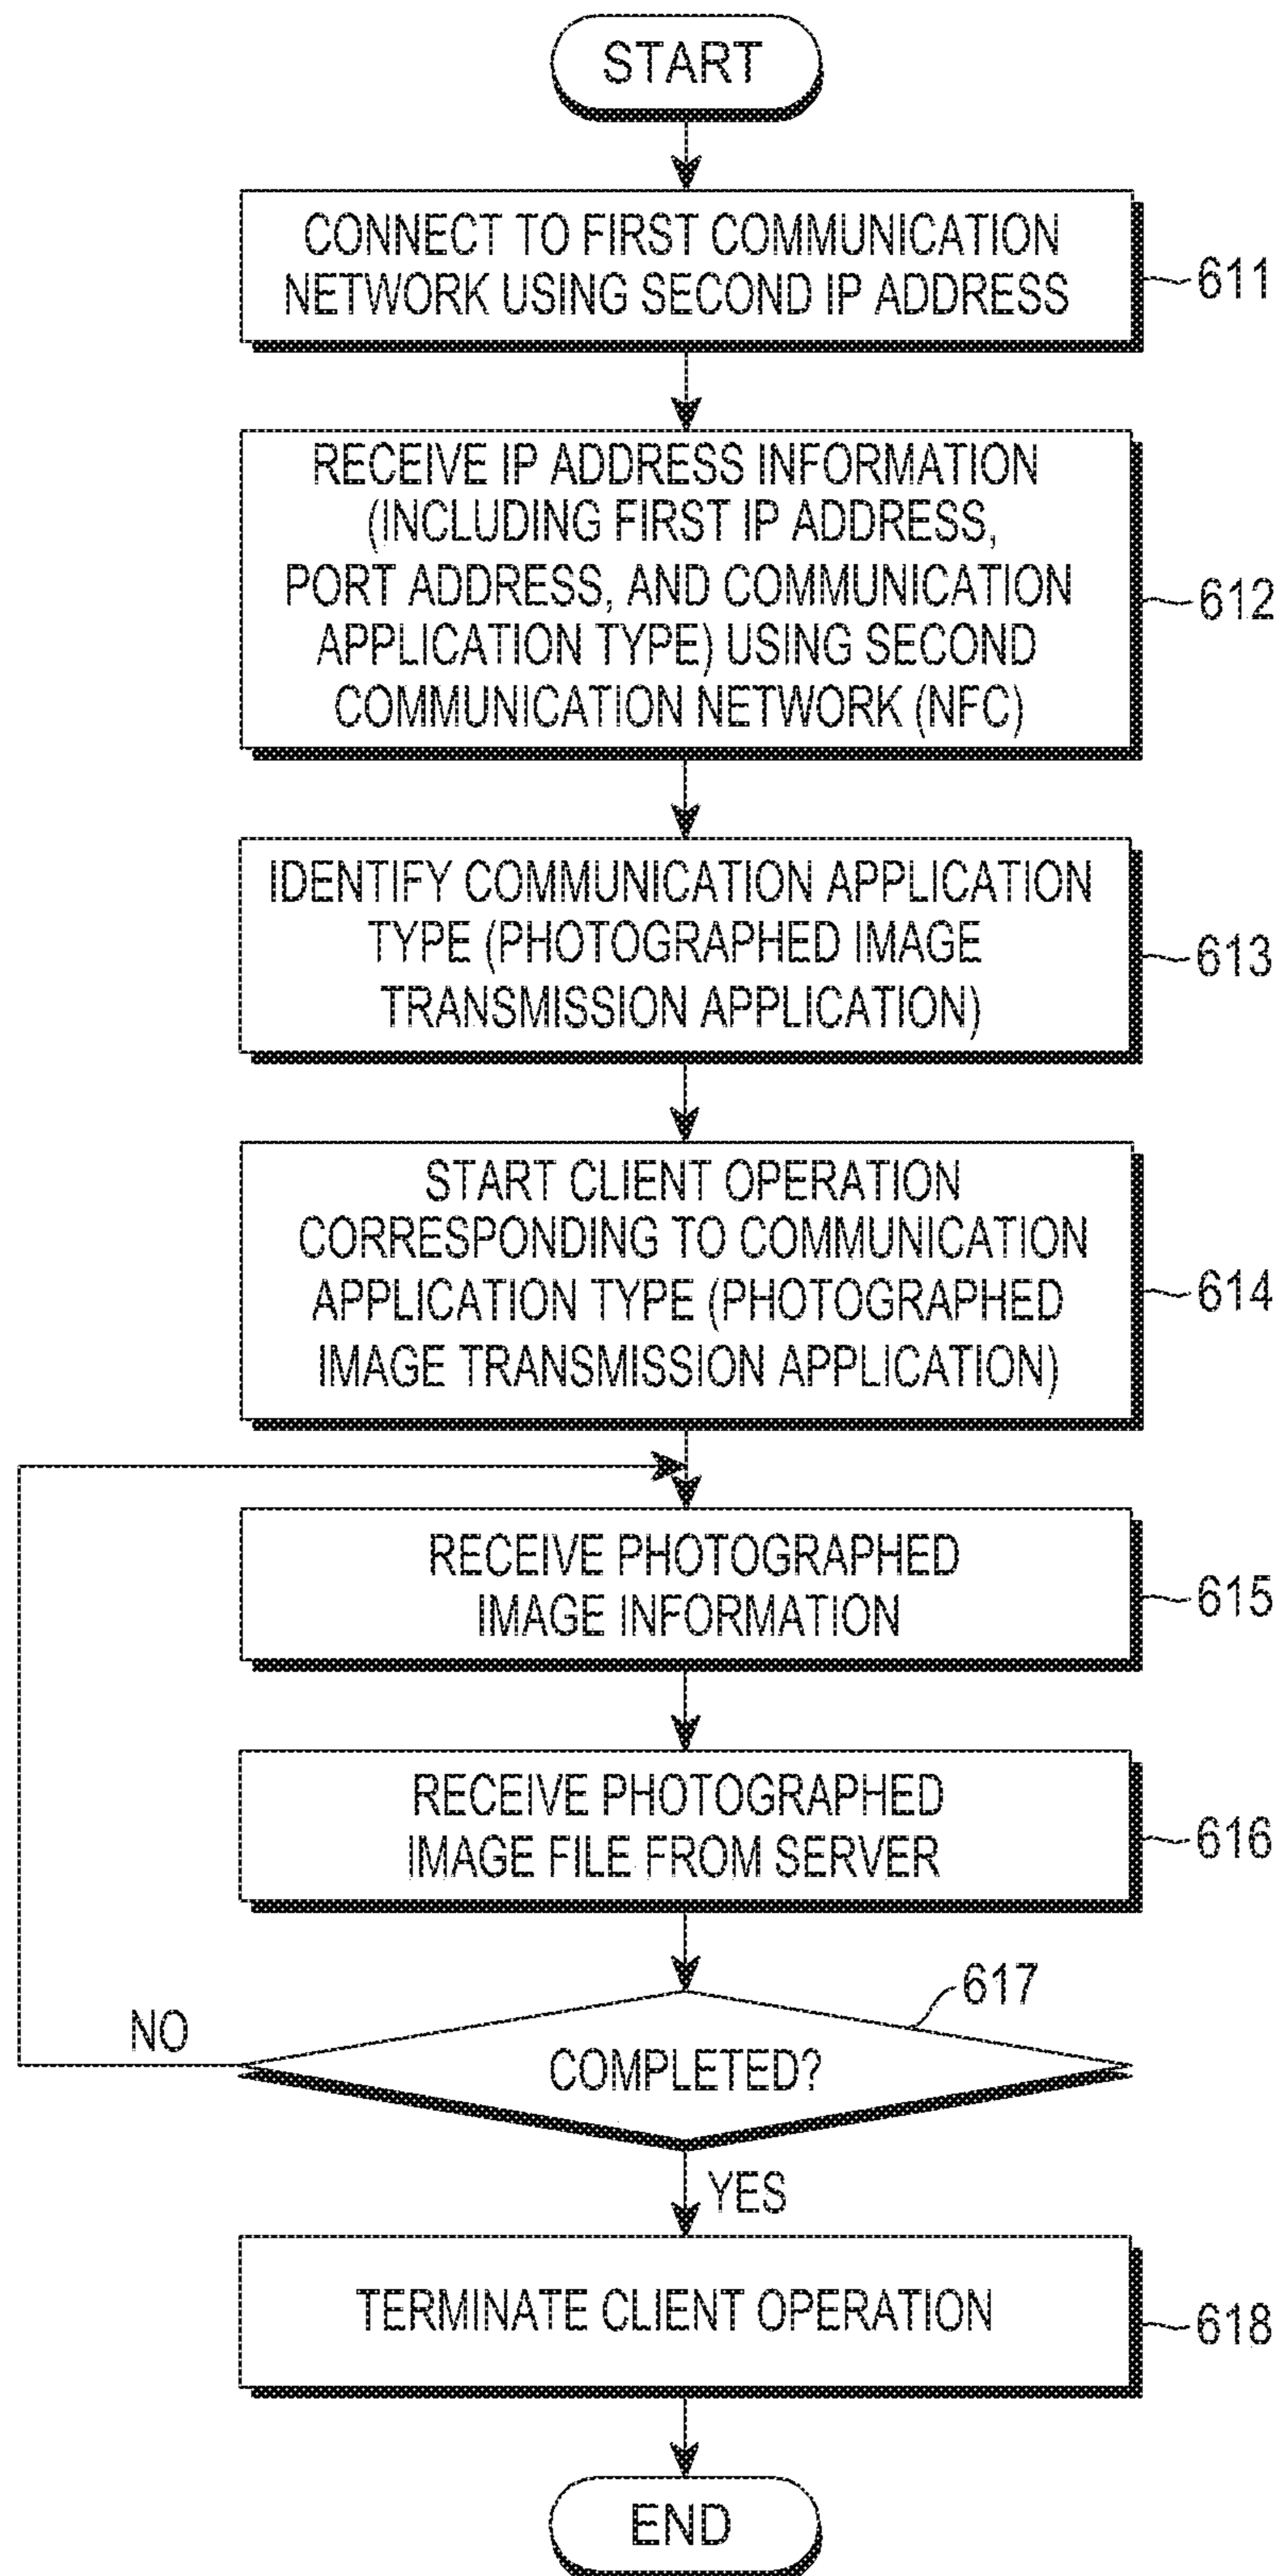 START
CONNECT TO FIRST COMMUNICATION
NETWORK USING SECOND IP ADDRESS
611
RECEIVE IP ADDRESS INFORMATION
(INCLUDING FIRST IP ADDRESS,
PORT ADDRESS, AND COMMUNICATION
APPLICATION TYPE) USING SECOND
COMMUNICATION NETWORK (NFC)
612
IDENTIFY COMMUNICATION APPLICATION
TYPE (PHOTOGRAPHED IMAGE
TRANSMISSION APPLICATION)
613
START CLIENT OPERATION
CORRESPONDING TO COMMUNICATION
APPLICATION TYPE (PHOTOGRAPHED
IMAGE TRANSMISSION APPLICATION)
614
RECEIVE PHOTOGRAPHED
IMAGE INFORMATION
615
RECEIVE PHOTOGRAPHED
IMAGE FILE FROM SERVER
616
617
NO
COMPLETED?
YES
TERMINATE CLIENT OPERATION
618
END